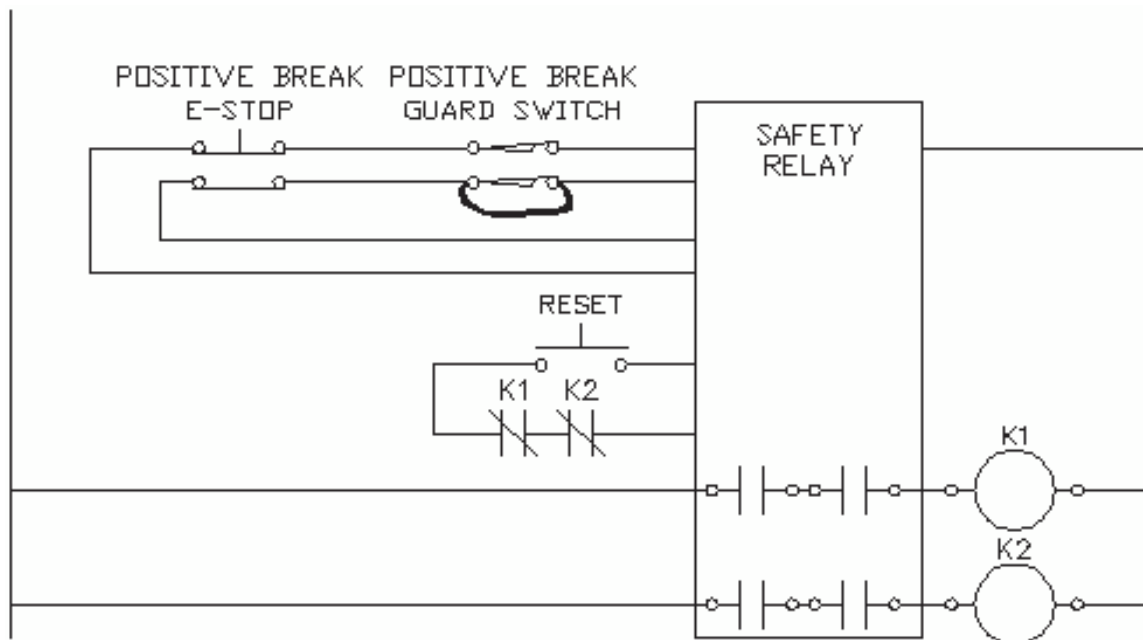 POSITIVE BREAK
E-STOP
POSITIVE BREAK
GUARD SWITCH
SAFETY
RELAY
RESET
K1 K2
K1
K2